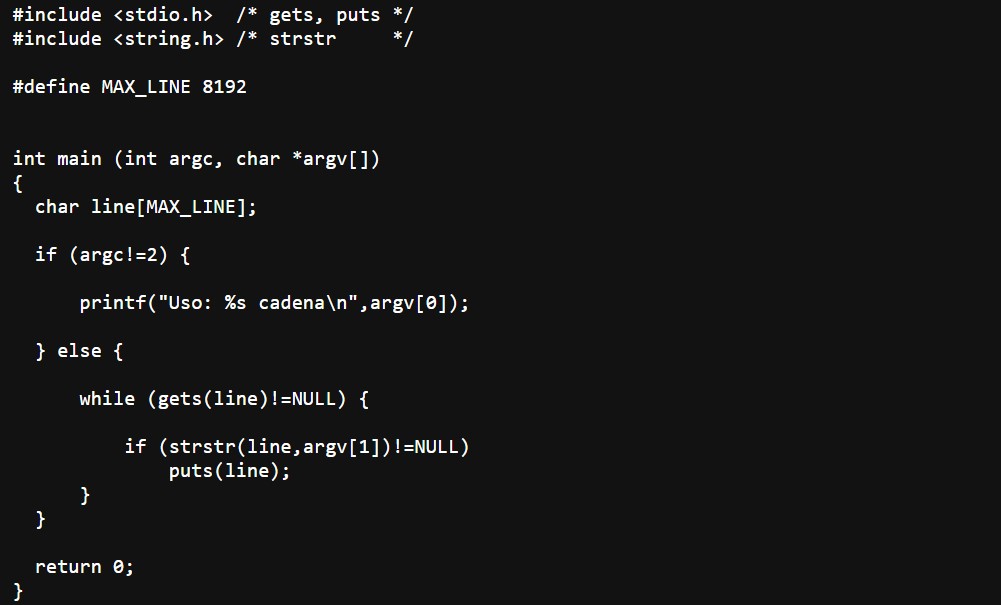 #include <stdio.h>  /* gets, puts */
#include <string.h> /* strstr     */
#define MAX_LINE 8192
int main (int argc, char *argv[])
{
  char line[MAX_LINE];
  if (argc!=2) {
      printf("Uso: %s cadena\n",argv[0]);
  } else {
      while (gets(line)!=NULL) {
          if (strstr(line,argv[1])!=NULL)
              puts(line);
      }
  }
  return 0;
}